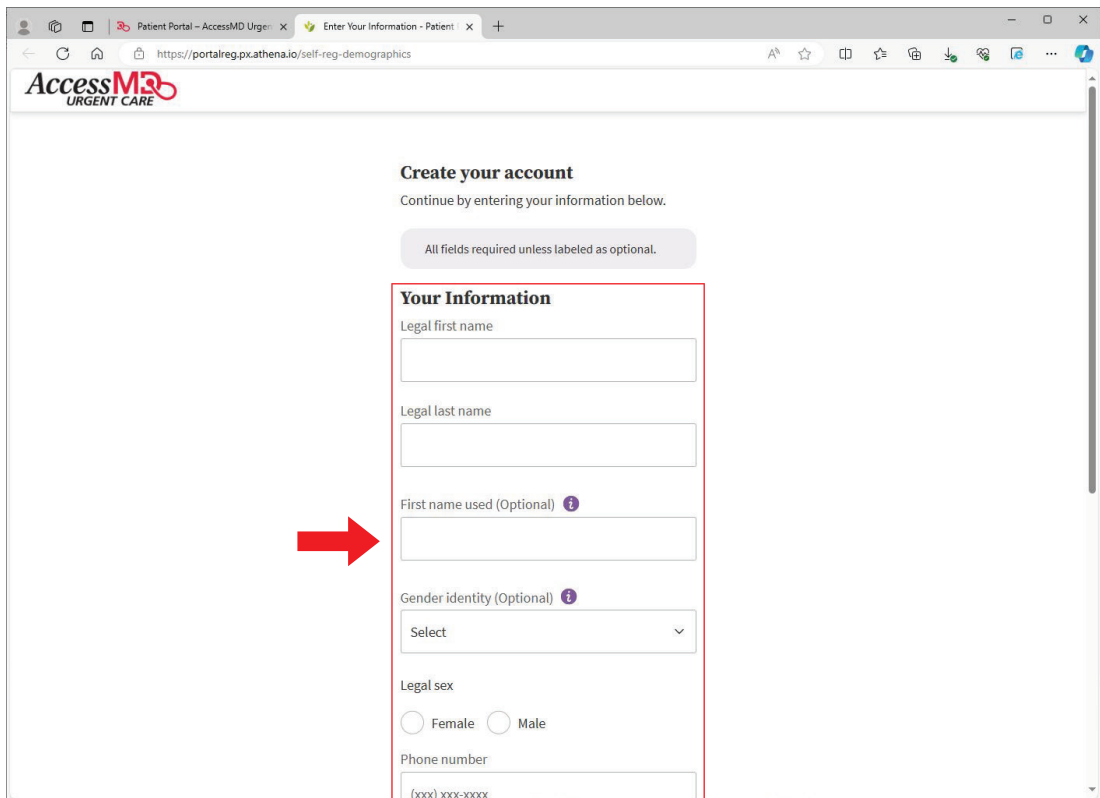 Patient Portal – AccessMD Urgen
Enter Your Information - Patient
https://portalreg.px.athena.io/self-reg-demographics
AccessMD
URGENT CARE
Create your account
Continue by entering your information below.
All fields required unless labeled as optional.
Your Information
Legal first name
Legal last name
First name used (Optional)
Gender identity (Optional)
Select
Legal sex
Female Male
Phone number
(xxx) xxx-xxxx